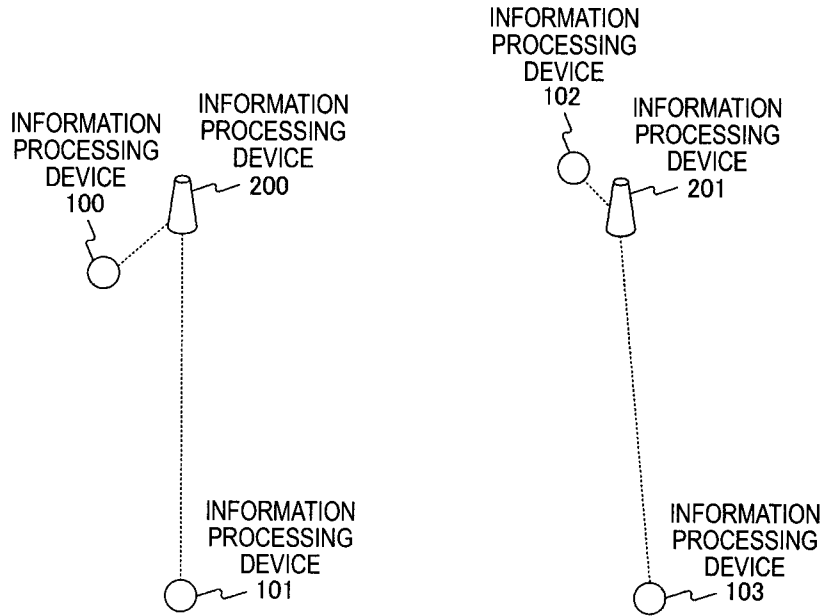 INFORMATION
PROCESSING
DEVICE
100
INFORMATION
PROCESSING
DEVICE
200
INFORMATION
PROCESSING
DEVICE
102
INFORMATION
PROCESSING
DEVICE
201
INFORMATION
PROCESSING
DEVICE
101
INFORMATION
PROCESSING
DEVICE
103